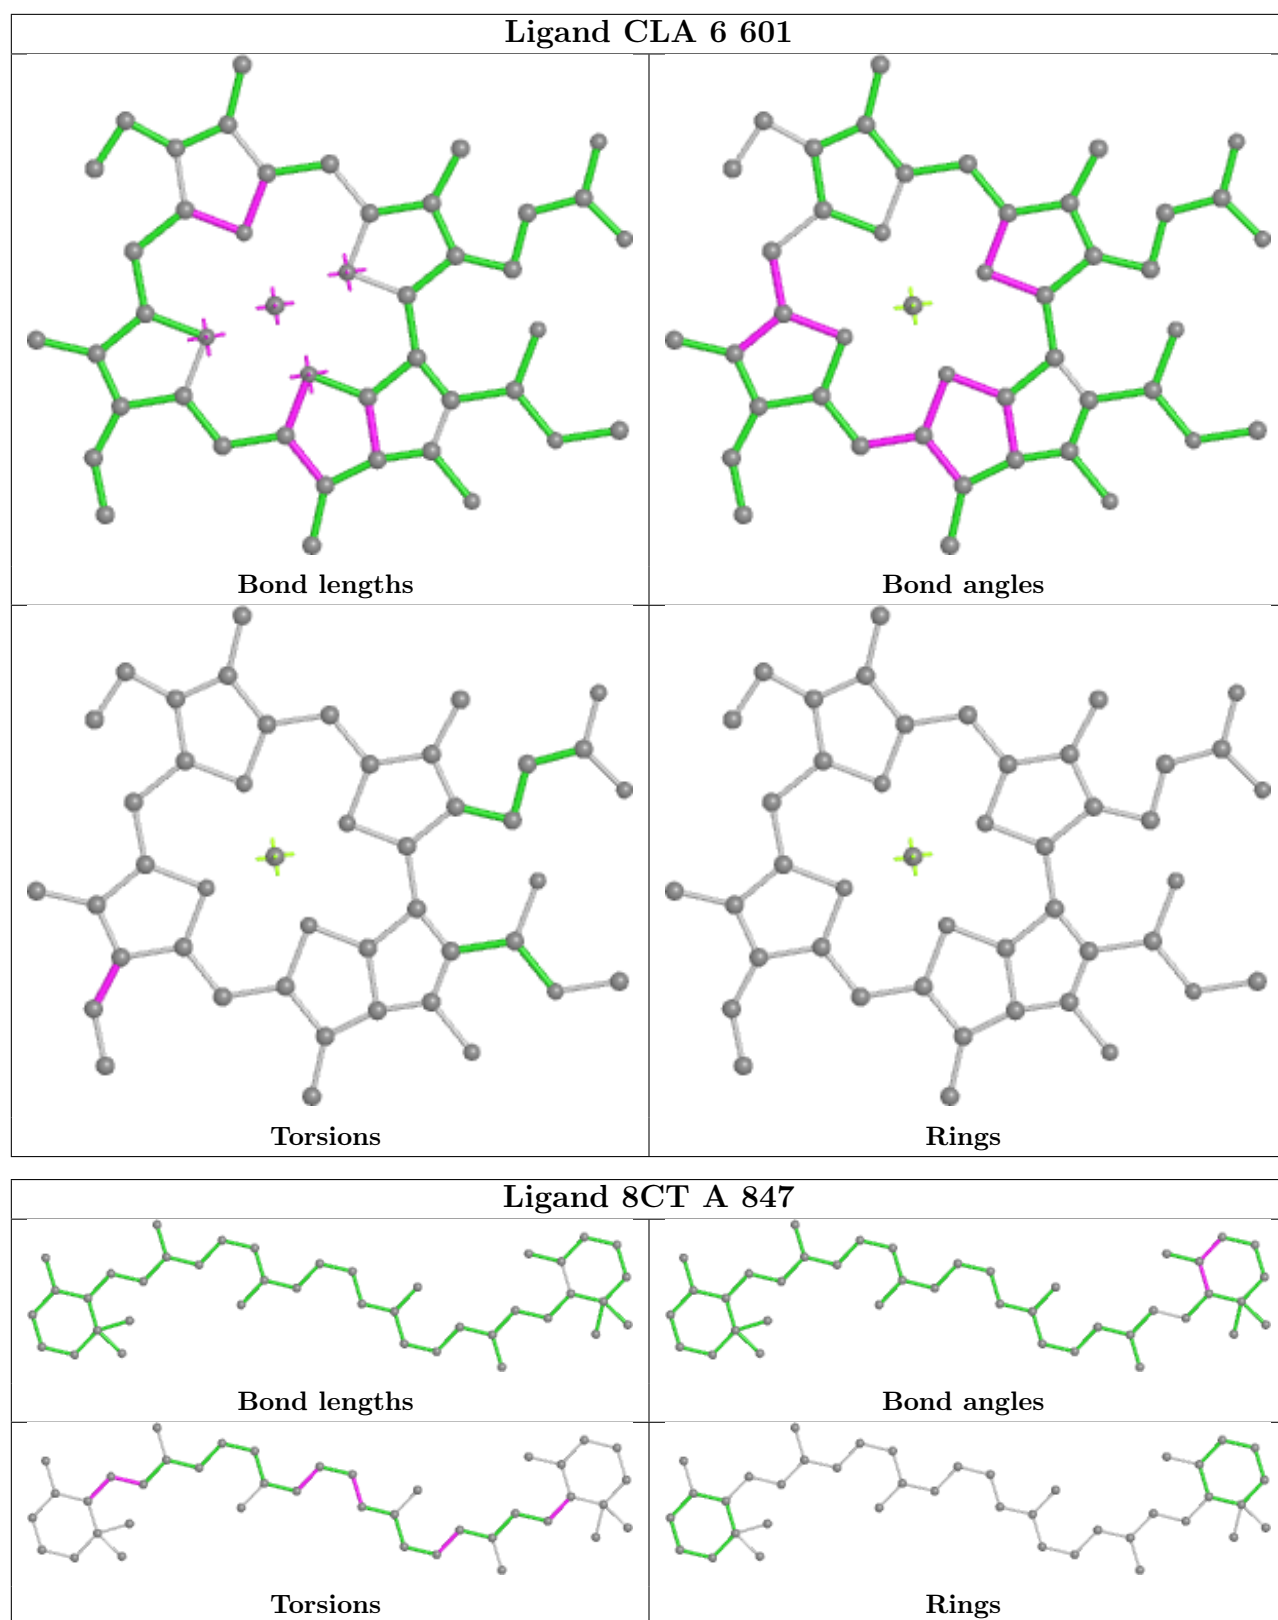 Ligand CLA 6 601
Bond lengths
Bond angles
Torsions
Rings
Ligand 8CT A 847
Bond lengths
Bond angles
Torsions
Rings